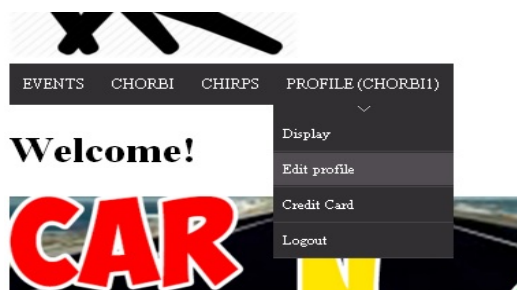 EVENTS CHORBI CHIRPS PROFILE (CHORBI1)
Display
Welcome!
Edit profile
Credit Card
Logout
CAR N